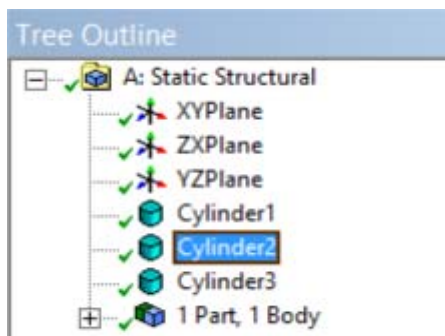 Tree Outline
A: Static Structural
XYPlane
ZXPlane
YZPlane
Cylinder1
Cylinder2
Cylinder3
1 Part, 1 Body